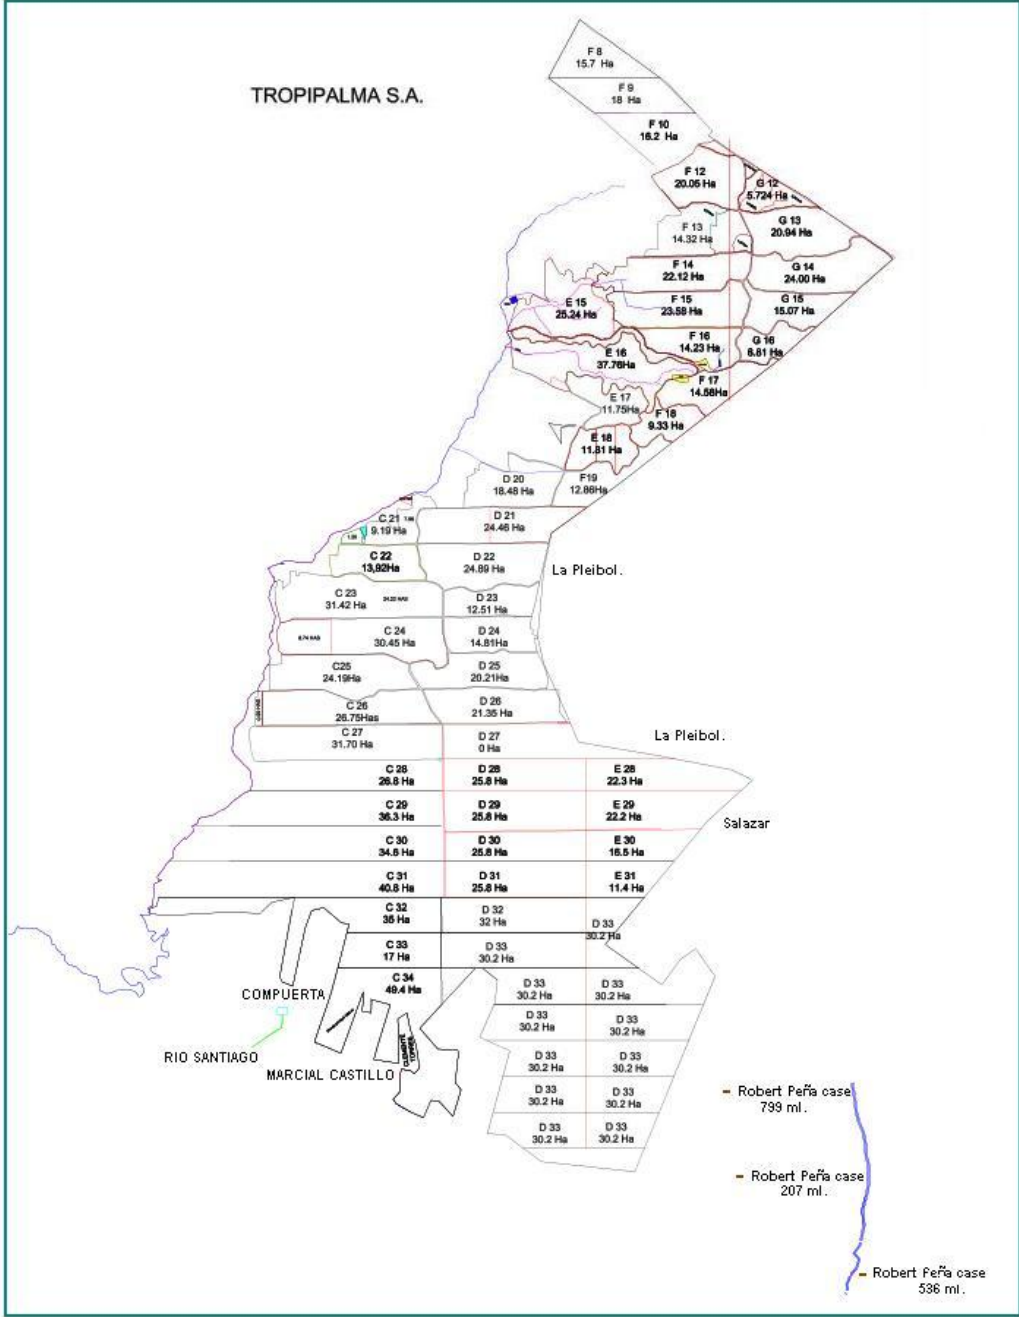 TROPIPALMA S.A.
F 8
15.7 Ha
F 9
18 Ha
F 10
16.2 Ha
F 12
20.05 Ha
G 12
5.724 Ha
F 13
14.32 Ha
G 13
20.94 Ha
F 14
22.12 Ha
G 14
24.00 Ha
E 15
25.24 Ha
F 15
23.58 Ha
G 15
15.07 Ha
E 16
37.76Ha
F 16
14.23 Ha
G 16
6.81 Ha
F 17
14.58Ha
E 17
11.75Ha
F 18
9.33 Ha
E 18
11.81 Ha
D 20
18.48 Ha
F19
12.86Ha
C 21
9.19 Ha
D 21
24.46 Ha
C 22
13,92Ha
D 22
24.89 Ha
La Pleibol.
C 23
31.42 Ha
D 23
12.51 Ha
C 24
30.45 Ha
8.74 HAS
D 24
14.81Ha
C25
24.19Ha
D 25
20.21Ha
C 26
26.75Has
D 26
21.35 Ha
C 27
31.70 Ha
D 27
0 Ha
La Pleibol.
C 28
26.8 Ha
D 28
25.8 Ha
E 28
22.3 Ha
C 29
36.3 Ha
D 29
25.8 Ha
E 29
22.2 Ha
Salazar
C 30
34.8 Ha
D 30
25.8 Ha
E 30
16.5 Ha
C 31
40.8 Ha
D 31
25.8 Ha
E 31
11.4 Ha
C 32
35 Ha
D 32
32 Ha
D 33
30.2 Ha
C 33
17 Ha
D 33
30.2 Ha
C 34
49.4 Ha
D 33
30.2 Ha
D 33
30.2 Ha
COMPUERTA
D 33
30.2 Ha
D 33
30.2 Ha
RIO SANTIAGO
CLEMENTE
TORRES
MARCIAL CASTILLO
D 33
30.2 Ha
D 33
30.2 Ha
D 33
30.2 Ha
D 33
30.2 Ha
D 33
30.2 Ha
D 33
30.2 Ha
Robert Peña case
799 ml.
Robert Peña case
207 ml.
Robert Peña case
536 ml.